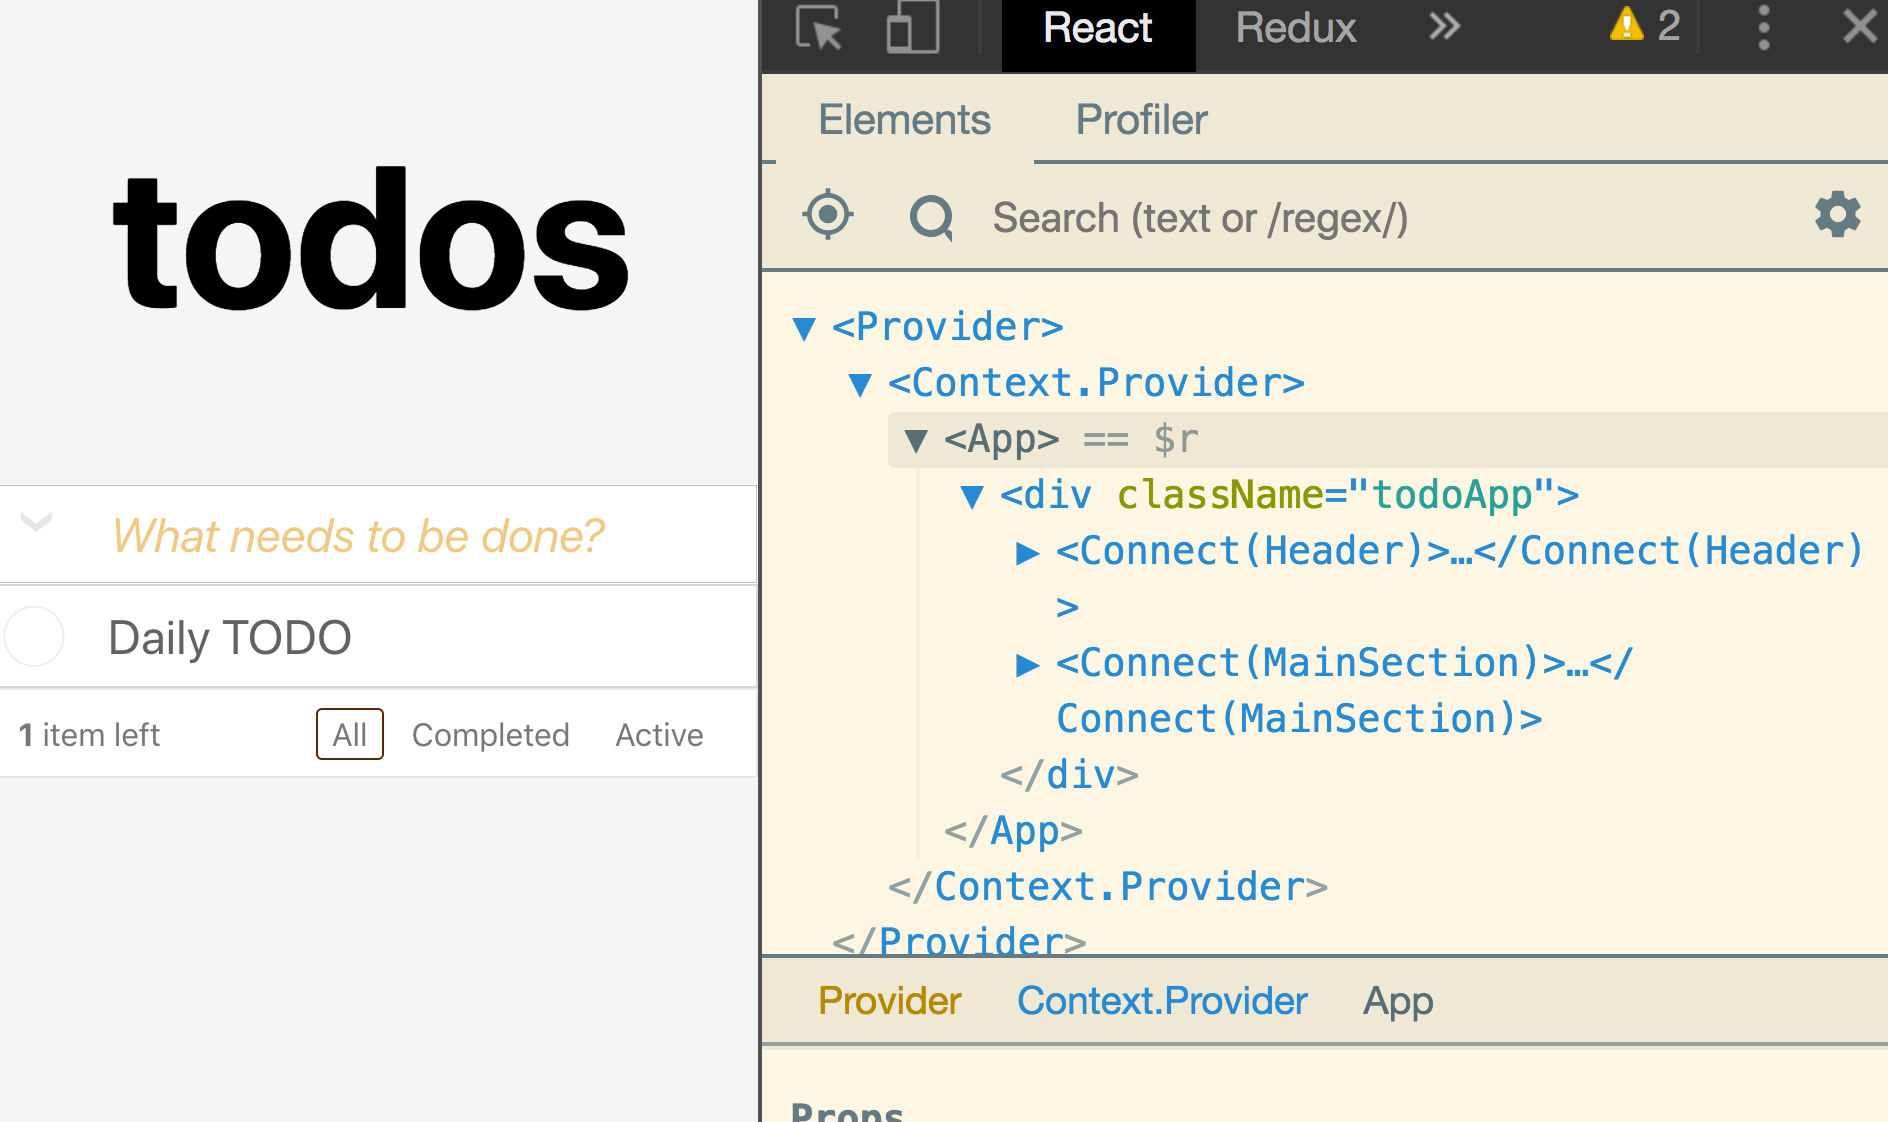 todos
What needs to be done?
Daily TODO
1 item left
All
Completed
Active
React
Redux
2
Elements
Profiler
Search (text or /regex/)
<Provider>
<Context.Provider>
<App> == $r
<div className="todoApp">
<Connect(Header)>…</Connect(Header)
>
<Connect(MainSection)>…</
Connect(MainSection)>
</div>
</App>
</Context.Provider>
</Provider>
Provider
Context.Provider
App
Props